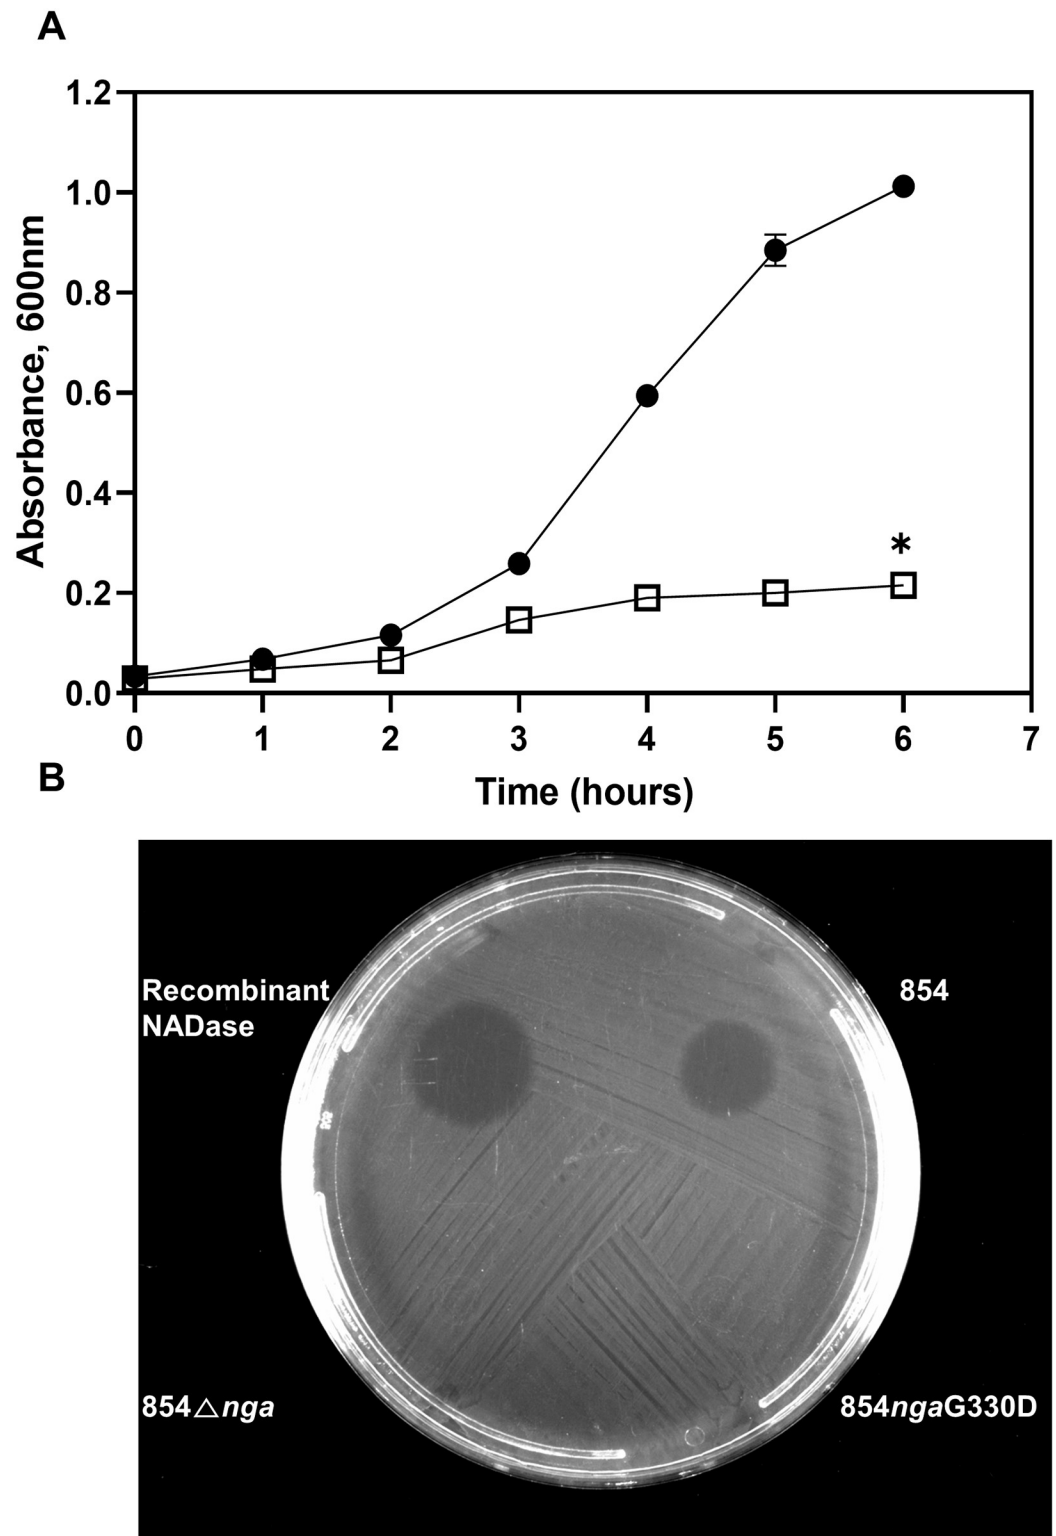 A
1.2
1.0
0.8
0.6
0.4
0.2
0.0
Absorbance, 600nm
*
0 1 2 3 4 5 6 7
Time (hours)
B
Recombinant
NADase
854
854△nga
854ngaG330D